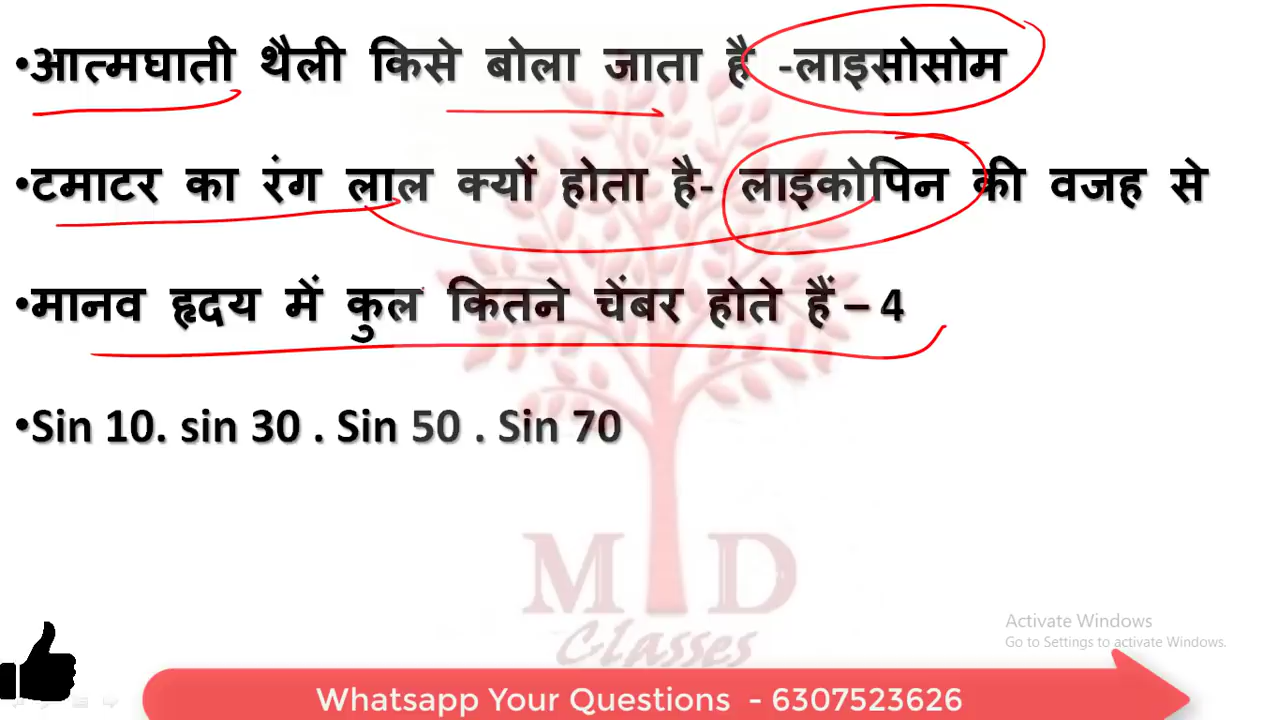 •आत्मघाती थैली किसे बोला जाता है -लाइसोसोम
•टमाटर का रंग लाल क्यों होता है- लाइकोपिन की वजह से
•मानव हृदय में कुल कितने चेंबर होते हैं – 4
•Sin 10. sin 30 . Sin 50 . Sin 70
M D
Classes
Activate Windows
Go to Settings to activate Windows.
Whatsapp Your Questions - 6307523626